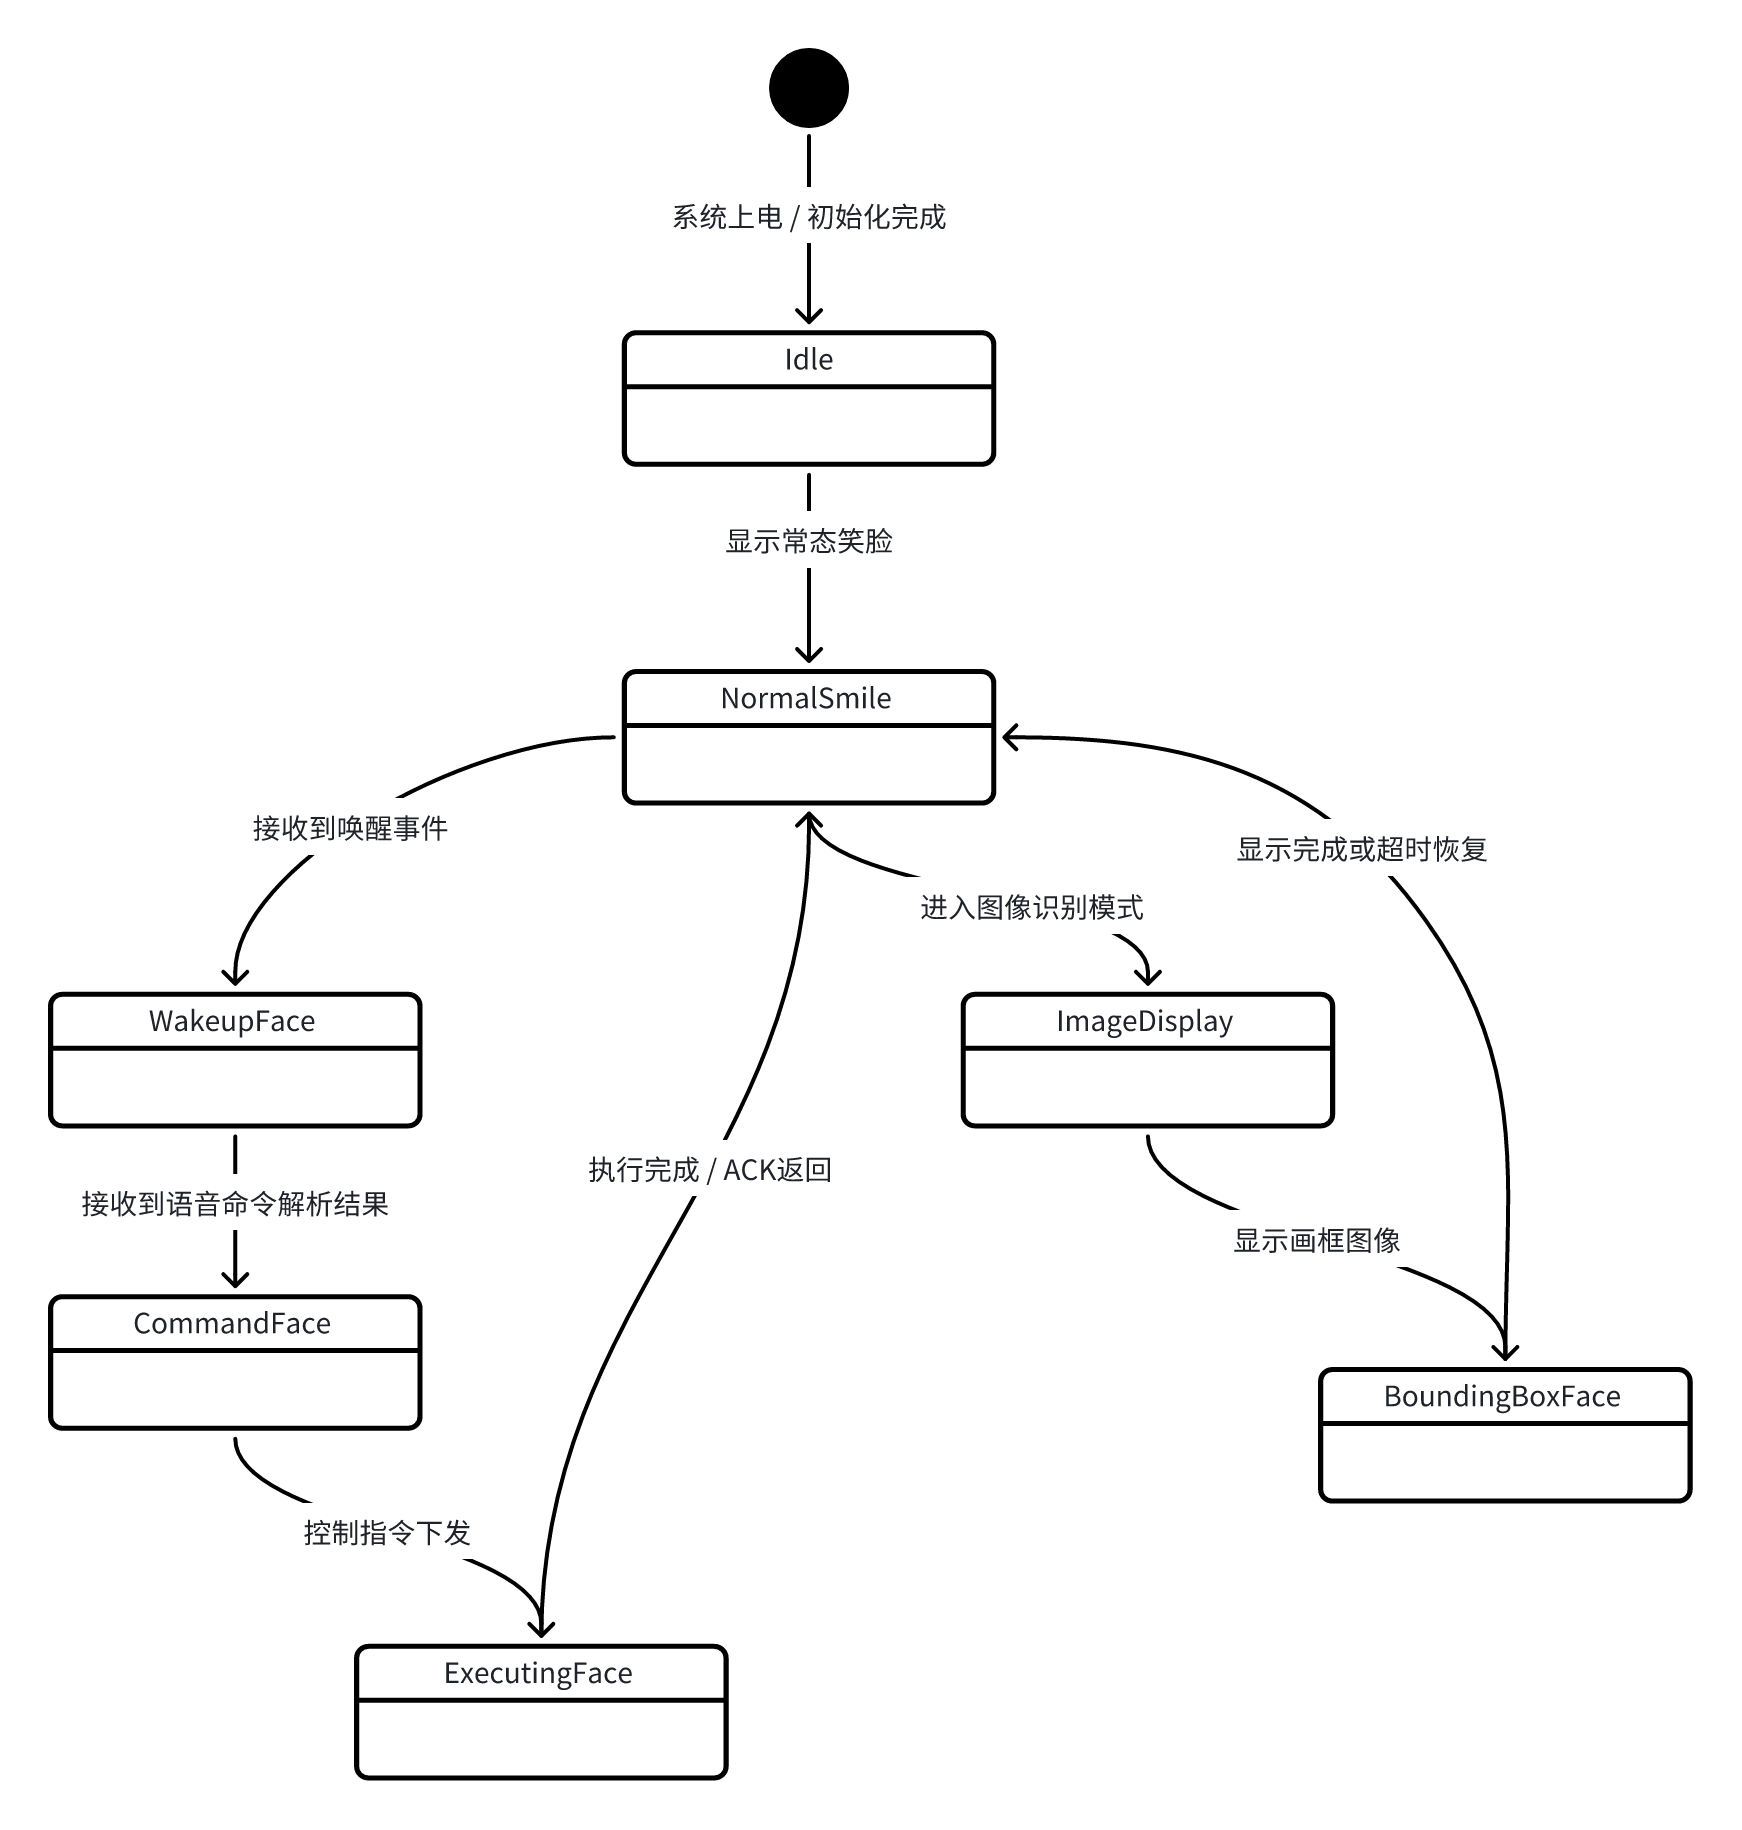 系统上电 / 初始化完成
Idle
显示常态笑脸
NormalSmile
接收到唤醒事件
显示完成或超时恢复
进入图像识别模式
WakeupFace
ImageDisplay
执行完成 / ACK返回
接收到语音命令解析结果
显示画框图像
CommandFace
BoundingBoxFace
控制指令下发
ExecutingFace